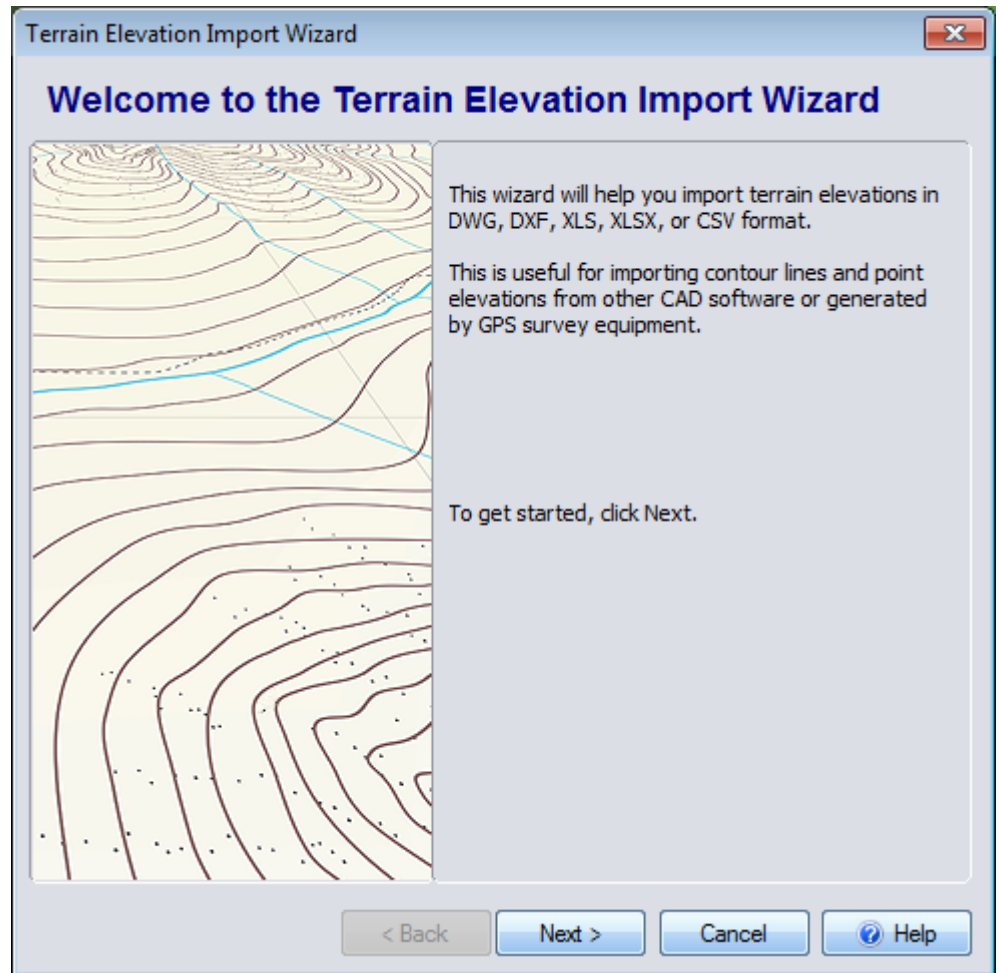 Terrain Elevation Import Wizard
Welcome to the Terrain Elevation Import Wizard
This wizard will help you import terrain elevations in
DWG, DXF, XLS, XLSX, or CSV format.
This is useful for importing contour lines and point
elevations from other CAD software or generated
by GPS survey equipment.
To get started, click Next.
< Back
Next >
Cancel
Help